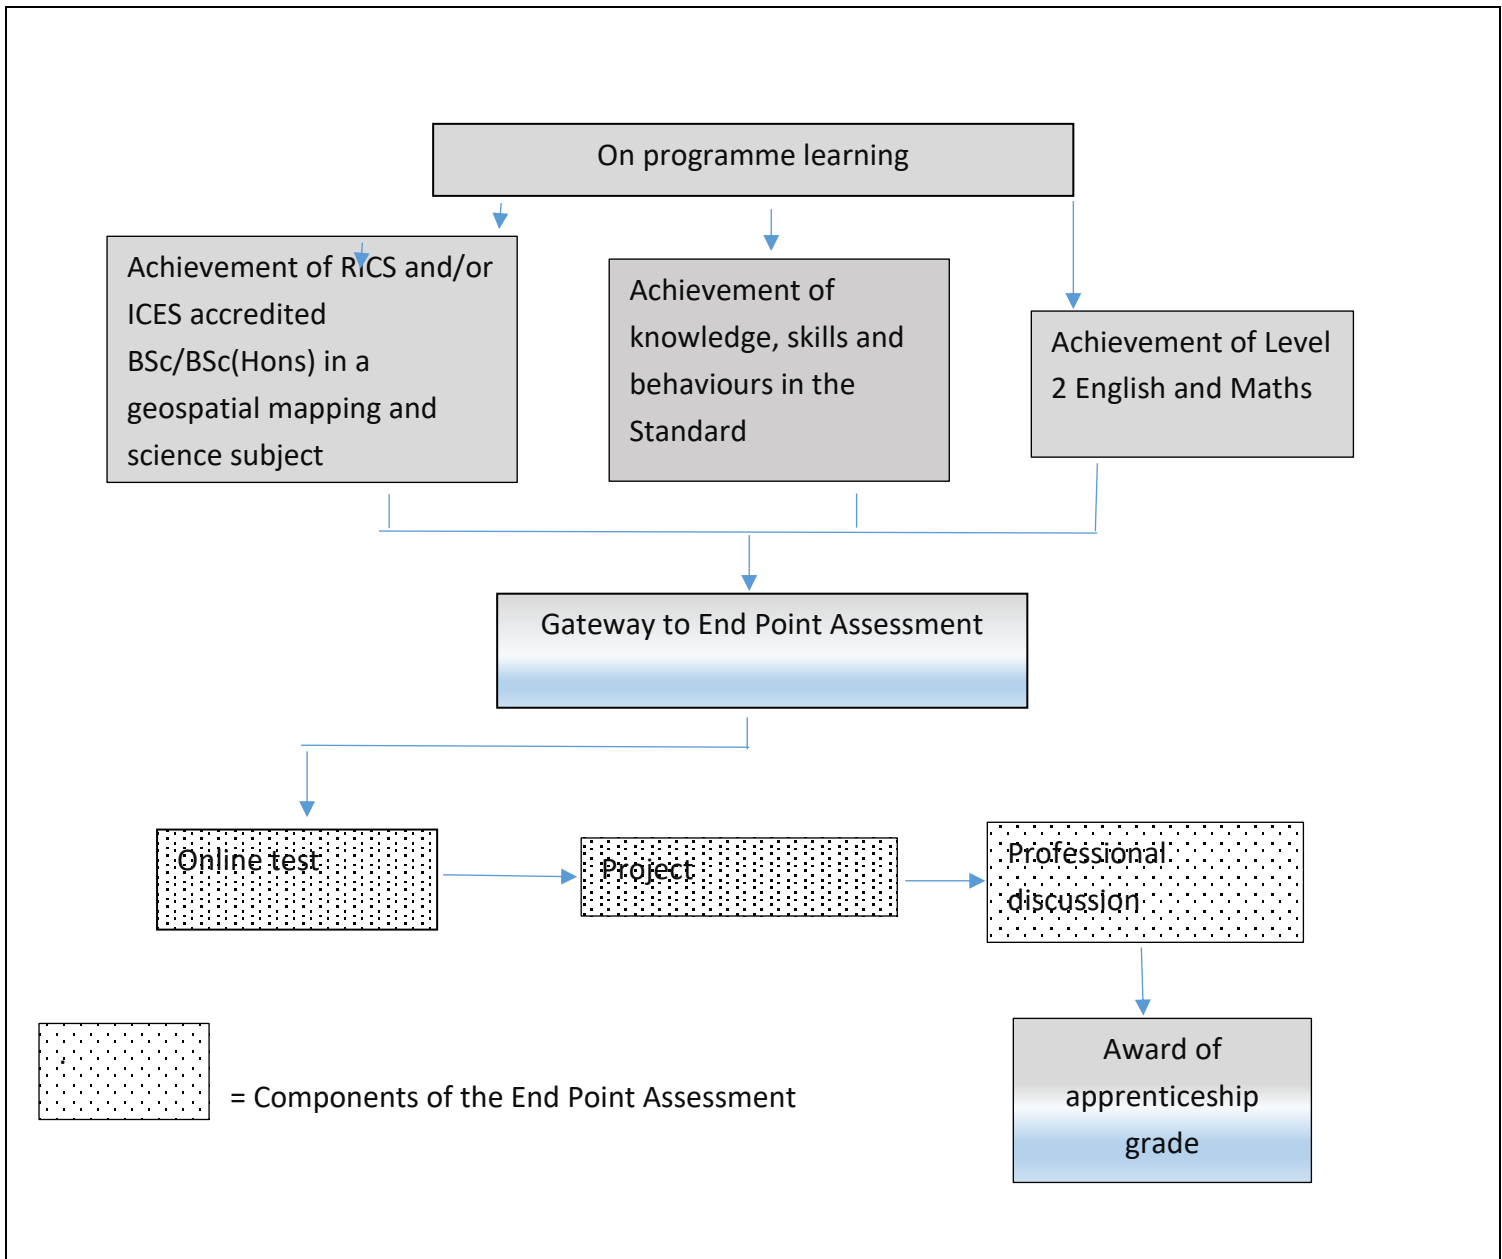 On programme learning
Achievement of RICS and/or
ICES accredited
BSc/BSc(Hons) in a
geospatial mapping and
science subject
Achievement of
knowledge, skills and
behaviours in the
Standard
Achievement of Level
2 English and Maths
Gateway to End Point Assessment
Online test
Project
Professional
discussion
= Components of the End Point Assessment
Award of
apprenticeship
grade